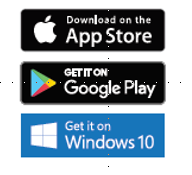 Download on the
App Store
GET IT ON
Google Play
Get it on
Windows 10